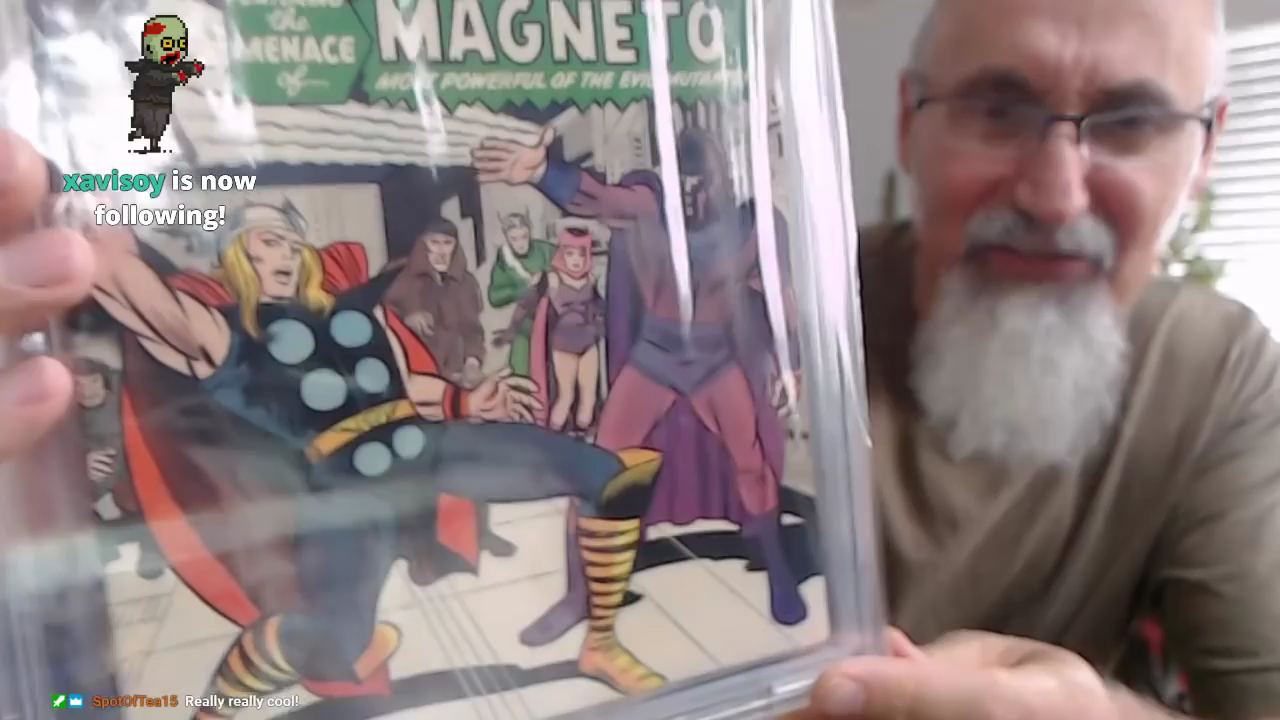 the
MENACE
of—
MAGNETO
MOST POWERFUL OF THE EVIL MUTANTS
xavisoy is now
following!
SpotOfTea15 Really really cool!